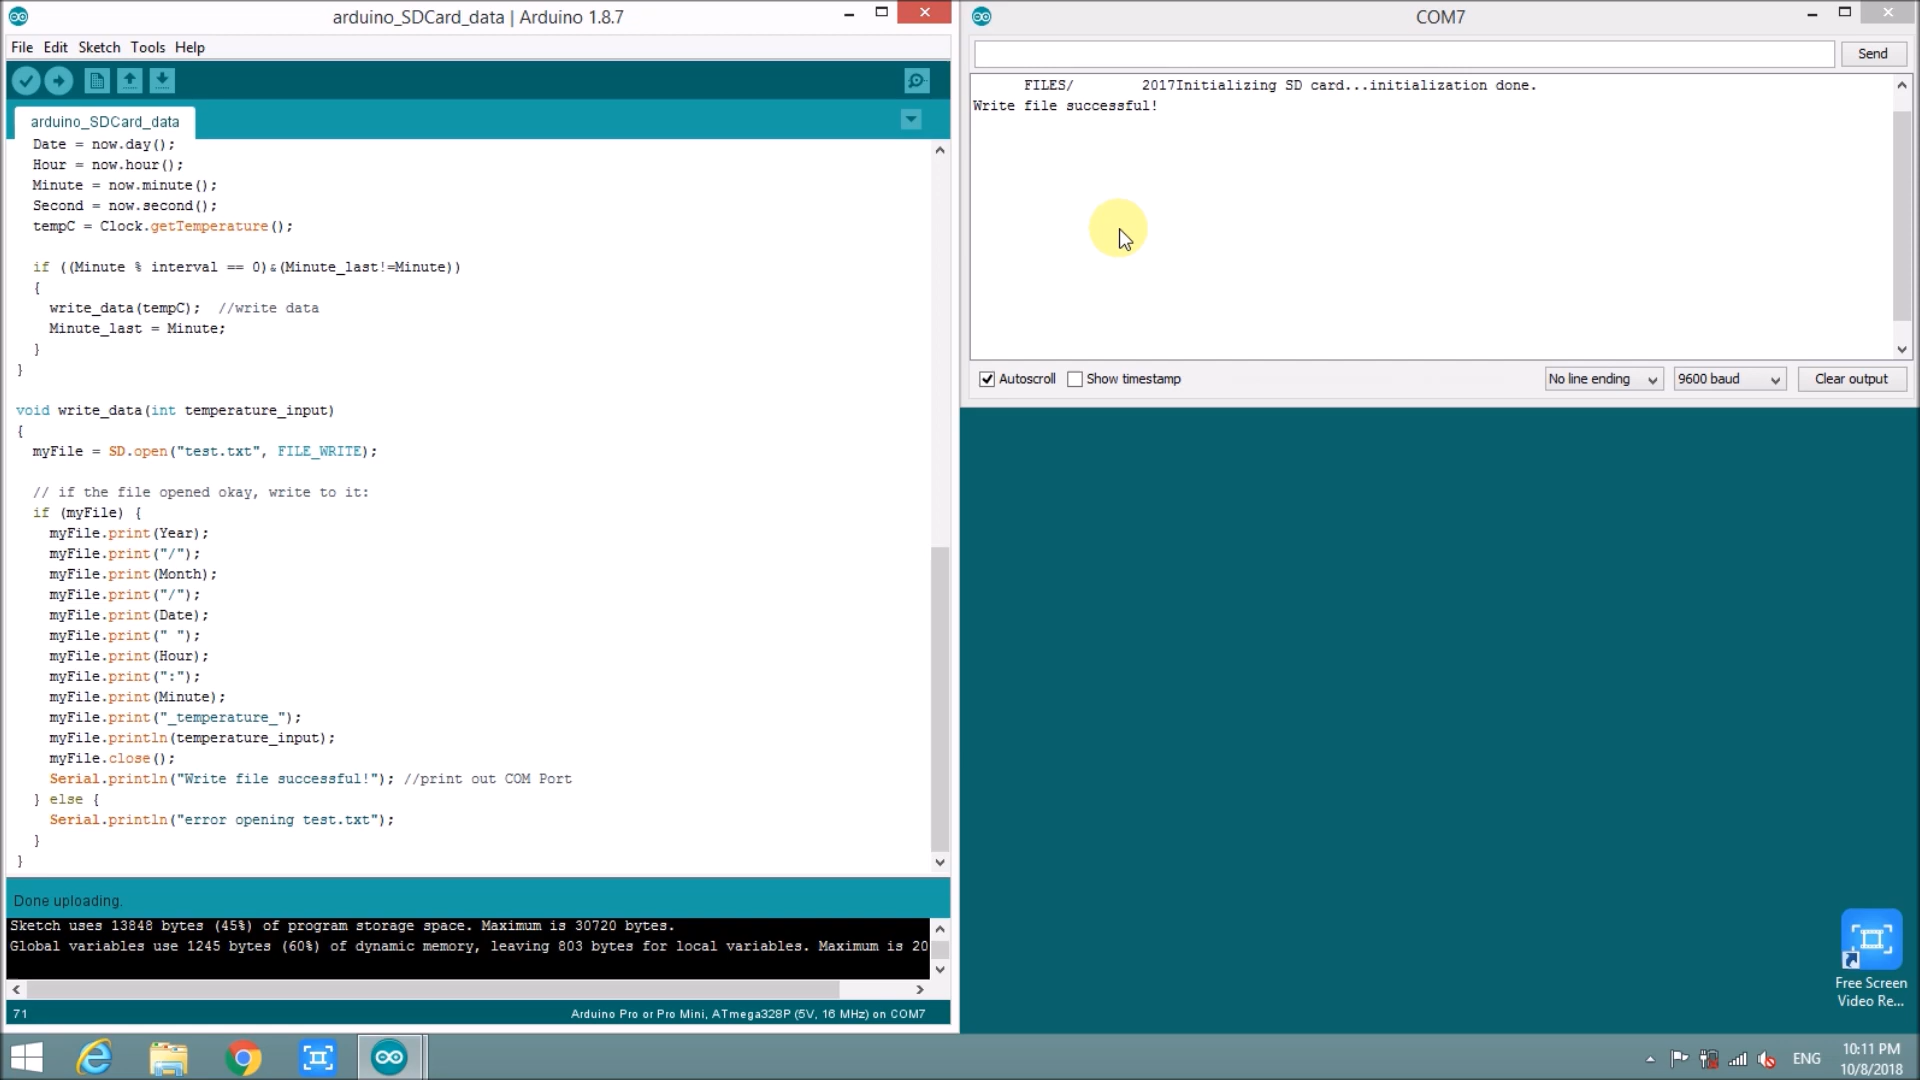 arduino_SDCard_data | Arduino 1.8.7
File Edit Sketch Tools Help
arduino_SDCard_data
Date = now.day();
Hour = now.hour();
Minute = now.minute();
Second = now.second();
tempC = Clock.getTemperature();
if ((Minute % interval == 0)&(Minute_last!=Minute))
{
write_data(tempC);  //write data
Minute_last = Minute;
}
}
void write_data(int temperature_input)
{
myFile = SD.open("test.txt", FILE_WRITE);
// if the file opened okay, write to it:
if (myFile) {
myFile.print(Year);
myFile.print("/");
myFile.print(Month);
myFile.print("/");
myFile.print(Date);
myFile.print(" ");
myFile.print(Hour);
myFile.print(":");
myFile.print(Minute);
myFile.print("_temperature_");
myFile.println(temperature_input);
myFile.close();
Serial.println("Write file successful!"); //print out COM Port
} else {
Serial.println("error opening test.txt");
}
}
Done uploading.
Sketch uses 13848 bytes (45%) of program storage space. Maximum is 30720 bytes.
Global variables use 1245 bytes (60%) of dynamic memory, leaving 803 bytes for local variables. Maximum is 20
71
Arduino Pro or Pro Mini, ATmega328P (5V, 16 MHz) on COM7
COM7
Send
FILES/ 2017Initializing SD card...initialization done.
Write file successful!
Autoscroll Show timestamp No line ending 9600 baud Clear output
Free Screen
Video Re...
ENG
10:11 PM
10/8/2018